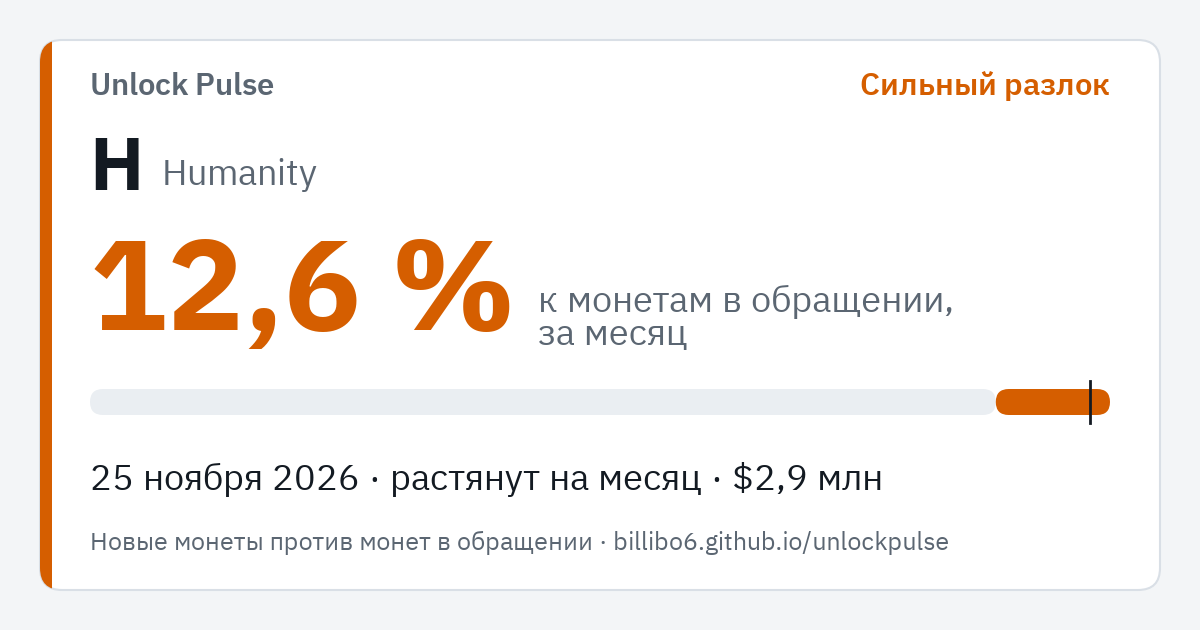 Unlock Pulse
Сильный разлок
H Humanity
12,6 % к монетам в обращении,
за месяц
25 ноября 2026 · растянут на месяц · $2,9 млн
Новые монеты против монет в обращении · billibo6.github.io/unlockpulse